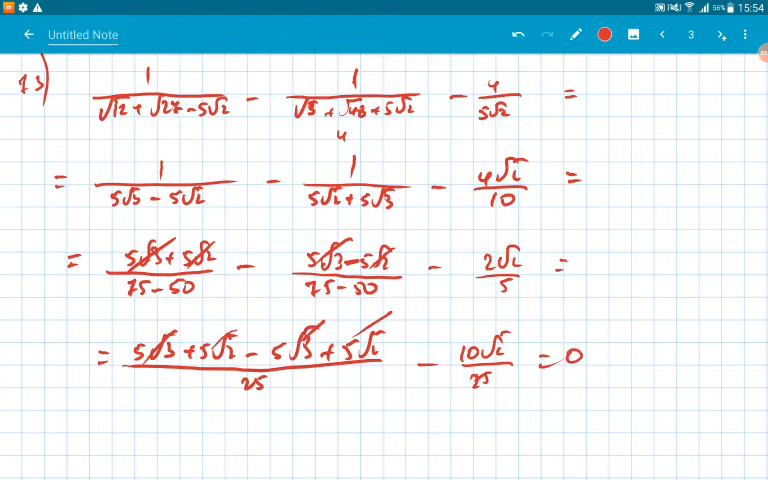 56% 15:54
Untitled Note 3
73) 1/(√12 + √27 - 5√2) - 1/(√3 + √48 + 5√2) - 4/(5√2) =
4
= 1/(5√3 - 5√2) - 1/(5√2 + 5√3) - 4√2/10 =
= (5√3 + 5√2)/(75 - 50) - (5√3 - 5√2)/(75 - 50) - 2√2/5 =
= (5√3 + 5√2 - 5√3 + 5√2)/25 - 10√2/25 = 0